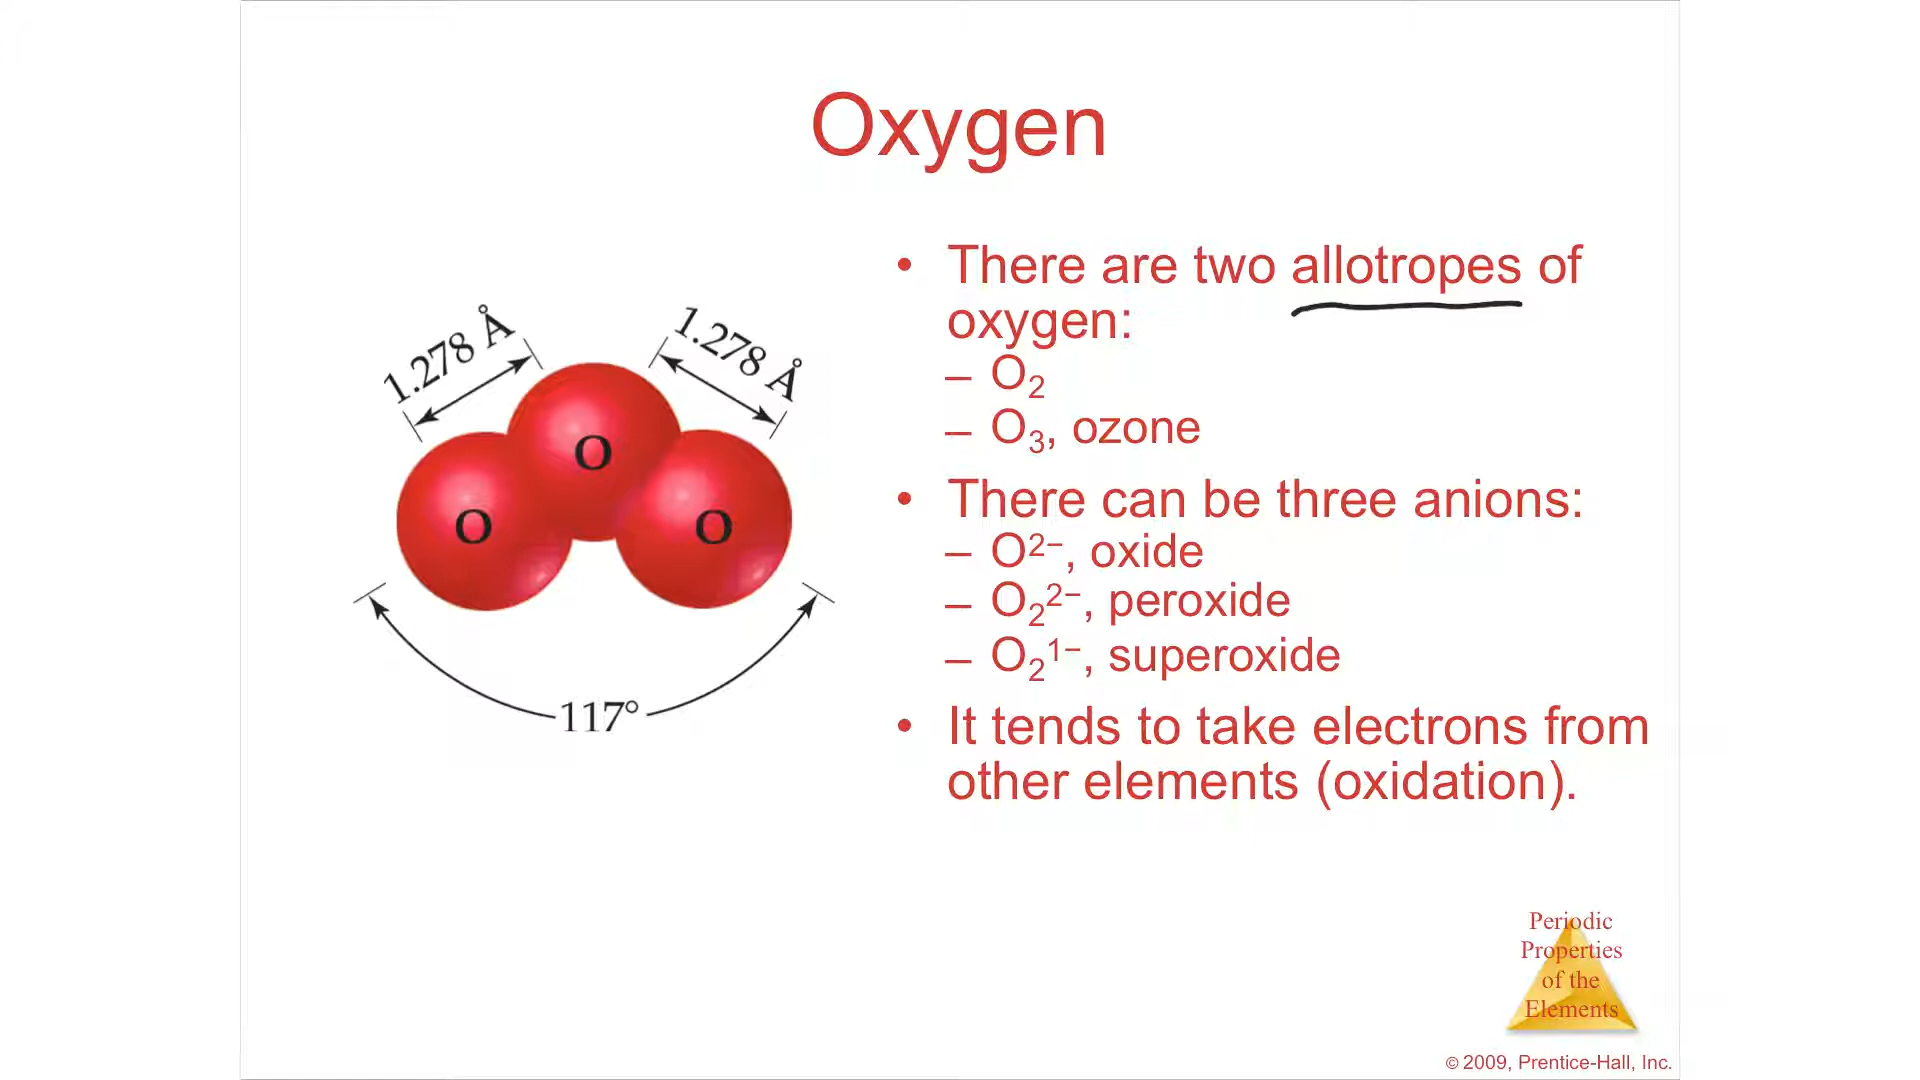 Oxygen
1.278 Å
1.278 Å
O
O
O
117°
• There are two allotropes of
oxygen:
– O₂
– O₃, ozone
• There can be three anions:
– O²⁻, oxide
– O₂²⁻, peroxide
– O₂¹⁻, superoxide
• It tends to take electrons from
other elements (oxidation).
Periodic
Properties
of the
Elements
© 2009, Prentice-Hall, Inc.